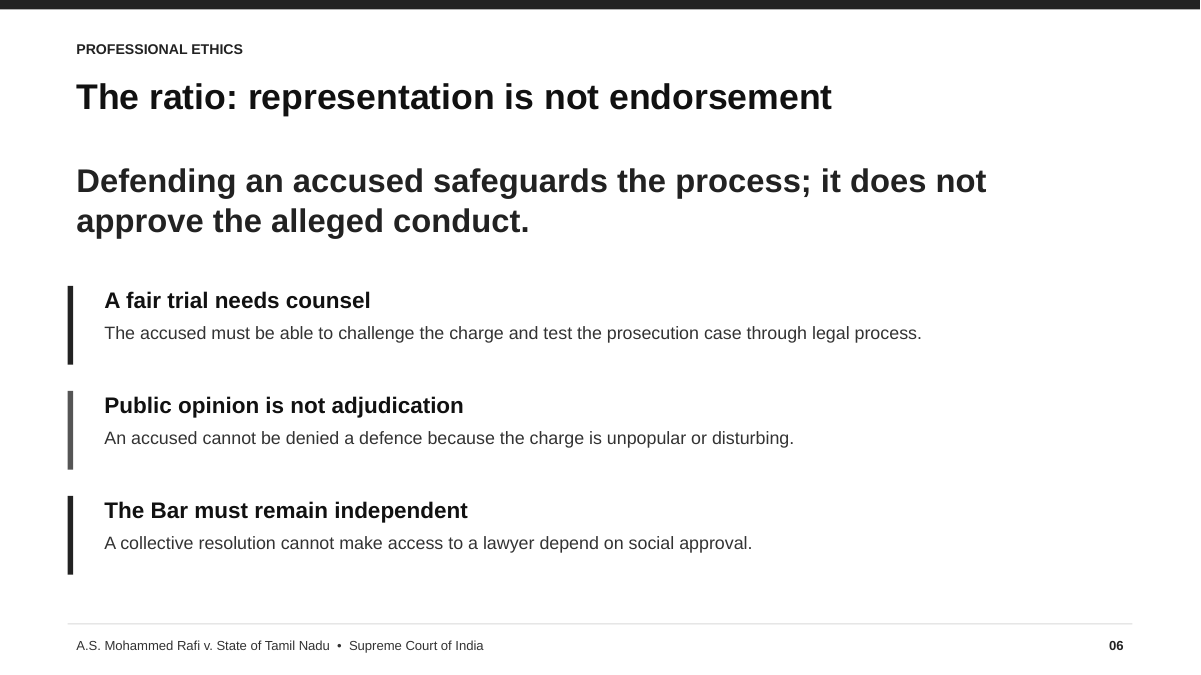 PROFESSIONAL ETHICS
The ratio: representation is not endorsement
Defending an accused safeguards the process; it does not
approve the alleged conduct.
A fair trial needs counsel
The accused must be able to challenge the charge and test the prosecution case through legal process.
Public opinion is not adjudication
An accused cannot be denied a defence because the charge is unpopular or disturbing.
The Bar must remain independent
A collective resolution cannot make access to a lawyer depend on social approval.
A.S. Mohammed Rafi v. State of Tamil Nadu • Supreme Court of India
06